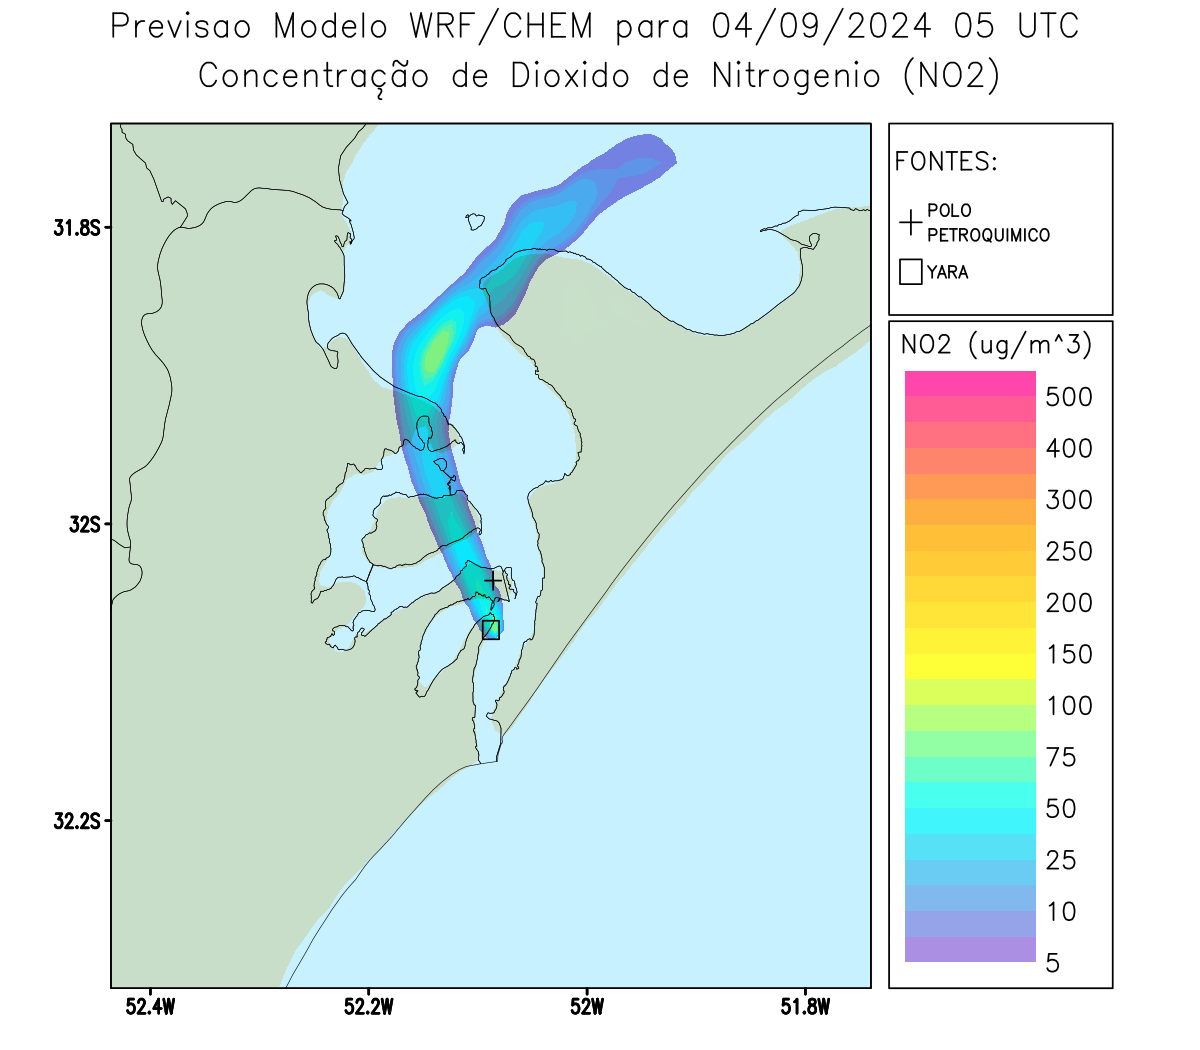 Previsao Modelo WRF/CHEM para 04/09/2024 05 UTC
Concentração de Dioxido de Nitrogenio (NO2)
FONTES:
POLO
PETROQUIMICO
YARA
NO2 (ug/m^3)
500
400
300
250
200
150
100
75
50
25
10
5
31.8S
32S
32.2S
52.4W
52.2W
52W
51.8W